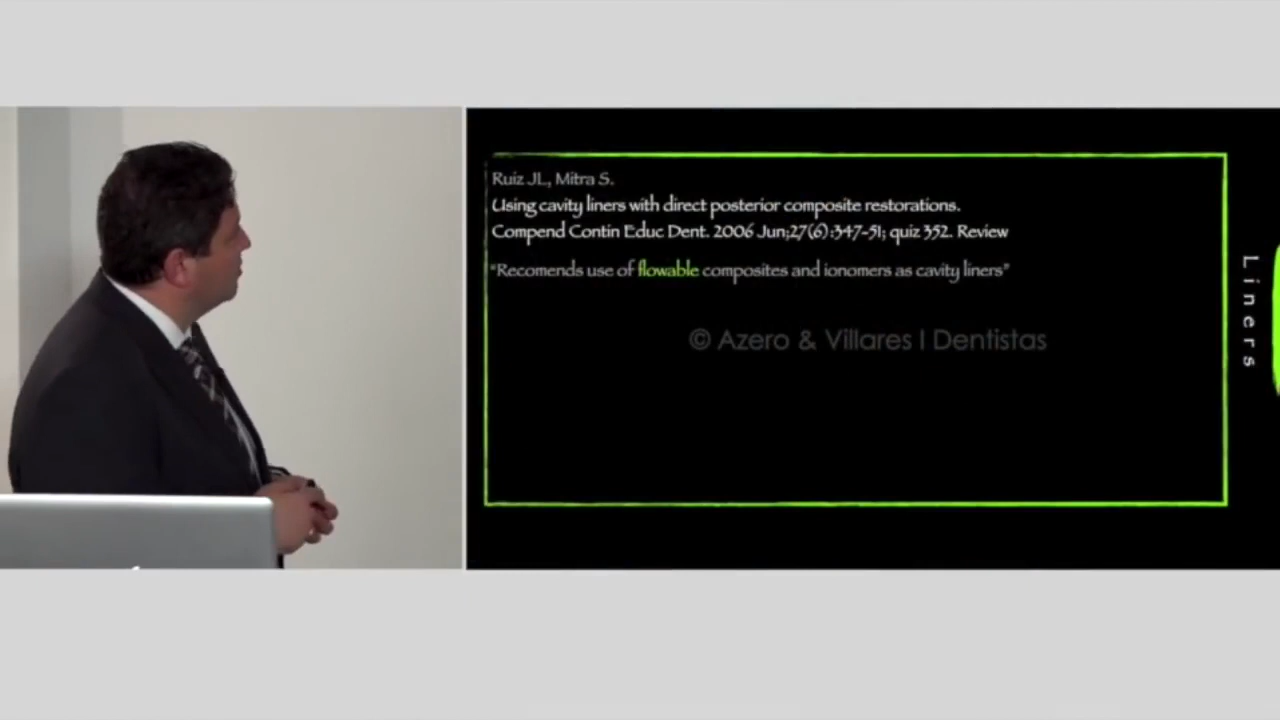 Ruiz JL, Mitra S.
Using cavity liners with direct posterior composite restorations.
Compend Contin Educ Dent. 2006 Jun;27(6):347-51; quiz 352. Review
"Recomends use of flowable composites and ionomers as cavity liners"
© Azero & Villares | Dentistas
Liners